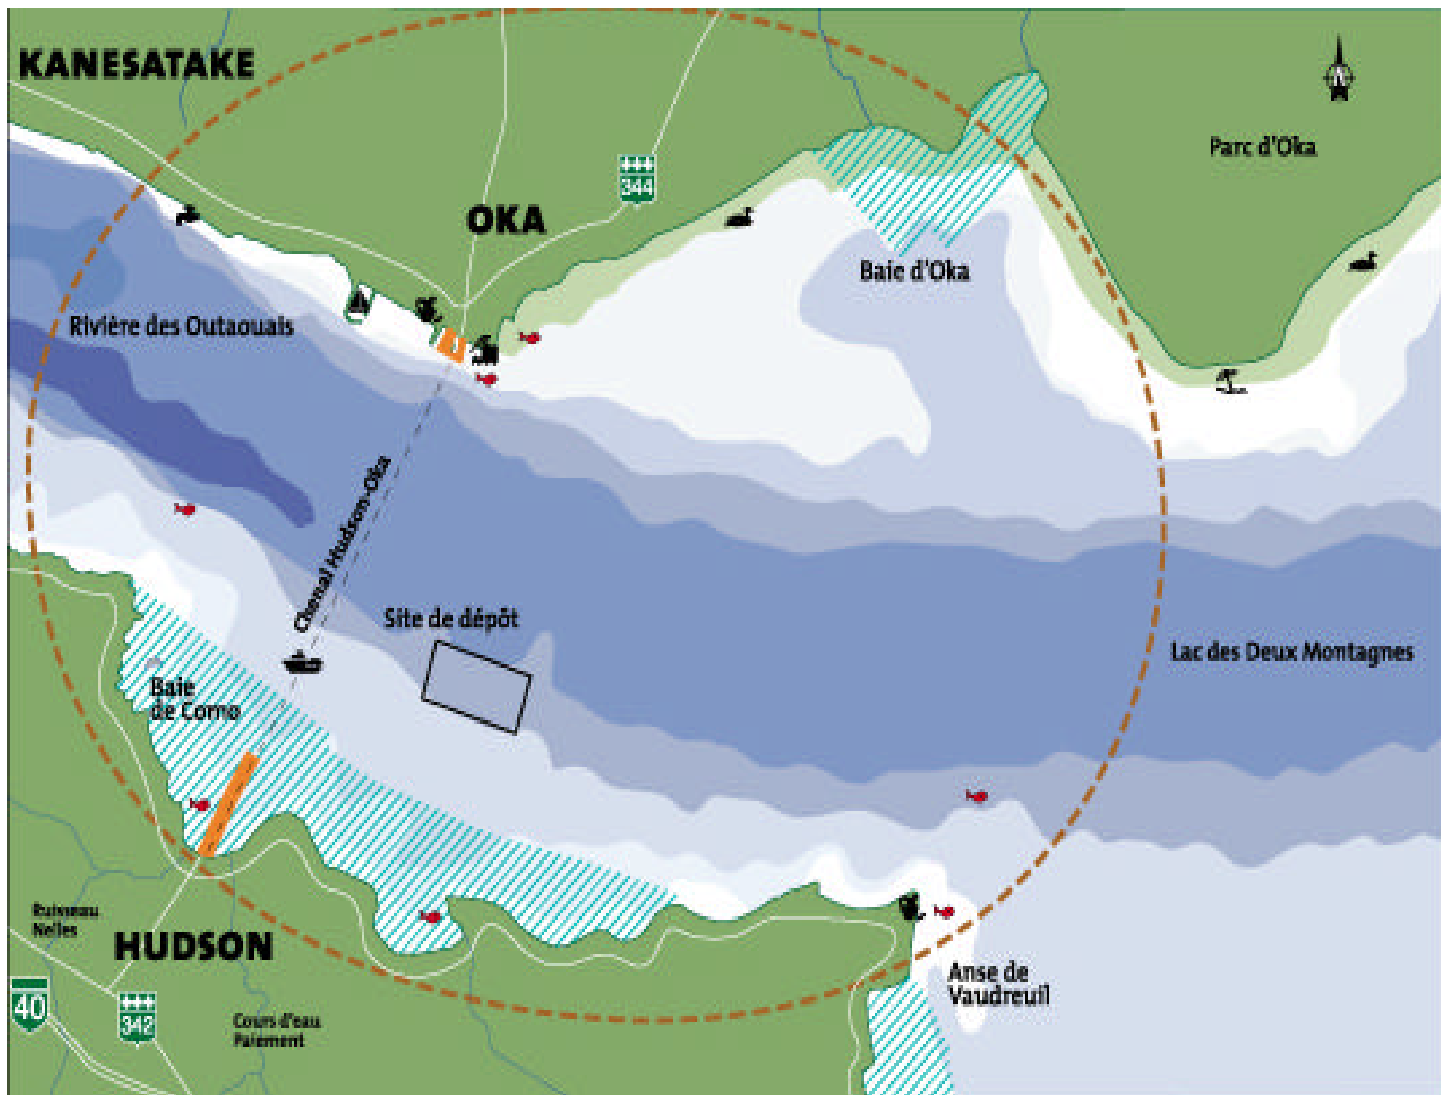 KANESATAKE
Parc d'Oka
344
OKA
Baie d'Oka
Rivière des Outaouais
Chenal Hudson-Oka
Site de dépôt
Lac des Deux Montagnes
Baie
de Como
Ruisseau
Nelles
HUDSON
Anse de
Vaudreuil
40
342
Cours d'eau
Paiement